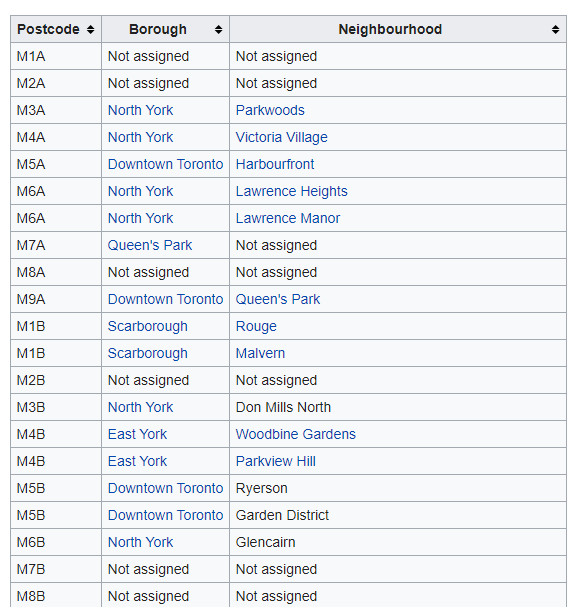 Postcode Borough Neighbourhood
M1A Not assigned Not assigned
M2A Not assigned Not assigned
M3A North York Parkwoods
M4A North York Victoria Village
M5A Downtown Toronto Harbourfront
M6A North York Lawrence Heights
M6A North York Lawrence Manor
M7A Queen's Park Not assigned
M8A Not assigned Not assigned
M9A Downtown Toronto Queen's Park
M1B Scarborough Rouge
M1B Scarborough Malvern
M2B Not assigned Not assigned
M3B North York Don Mills North
M4B East York Woodbine Gardens
M4B East York Parkview Hill
M5B Downtown Toronto Ryerson
M5B Downtown Toronto Garden District
M6B North York Glencairn
M7B Not assigned Not assigned
M8B Not assigned Not assigned